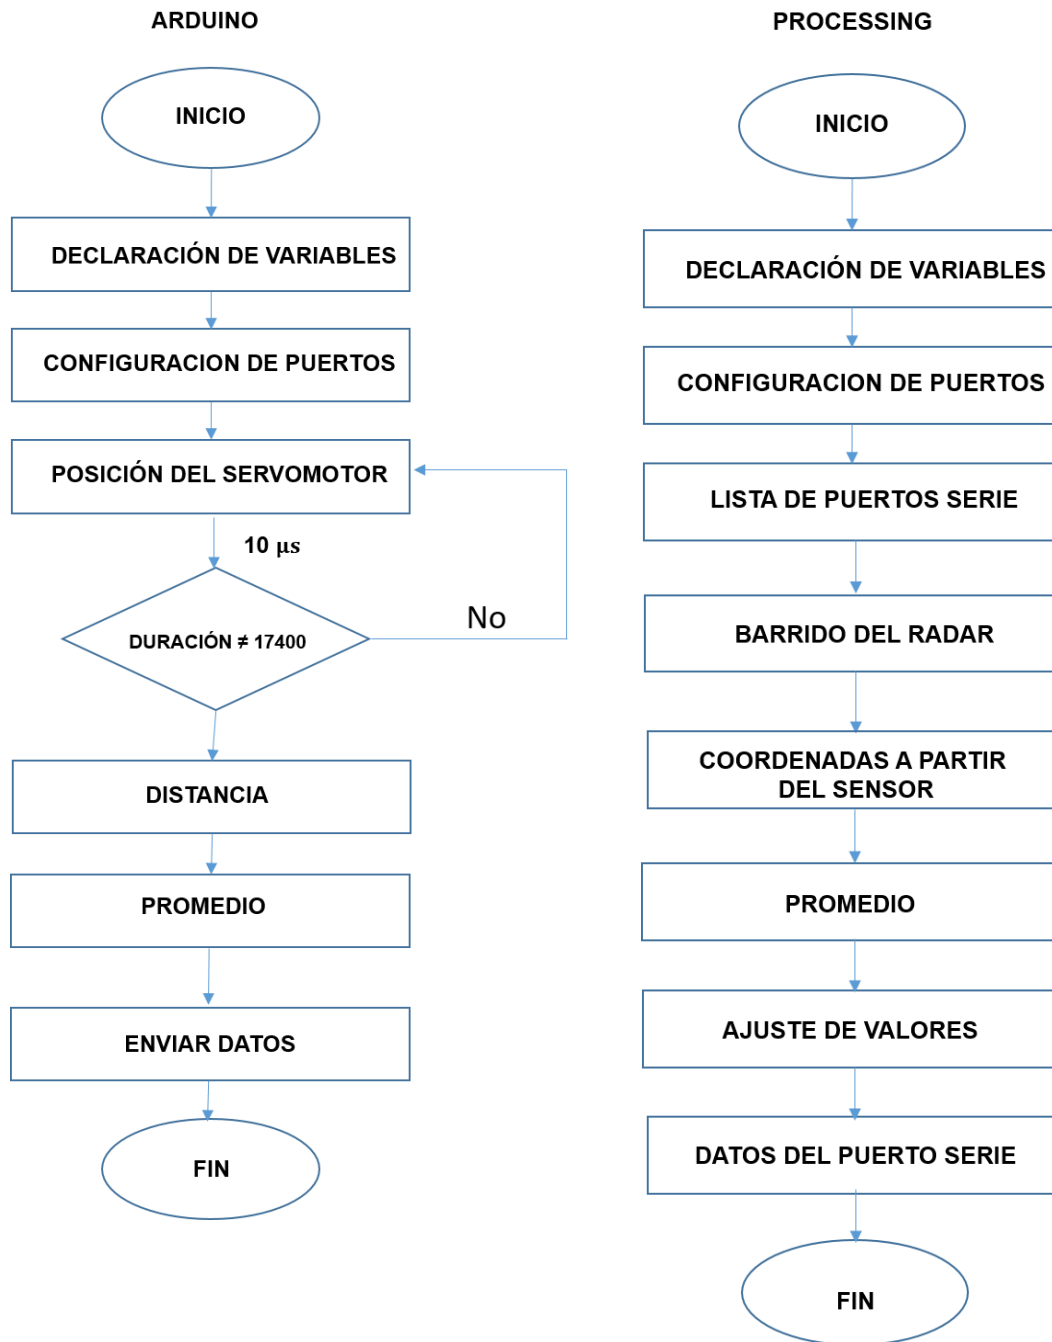 ARDUINO
INICIO
DECLARACIÓN DE VARIABLES
CONFIGURACION DE PUERTOS
POSICIÓN DEL SERVOMOTOR
10 μs
DURACIÓN ≠ 17400
No
DISTANCIA
PROMEDIO
ENVIAR DATOS
FIN
PROCESSING
INICIO
DECLARACIÓN DE VARIABLES
CONFIGURACION DE PUERTOS
LISTA DE PUERTOS SERIE
BARRIDO DEL RADAR
COORDENADAS A PARTIR
DEL SENSOR
PROMEDIO
AJUSTE DE VALORES
DATOS DEL PUERTO SERIE
FIN